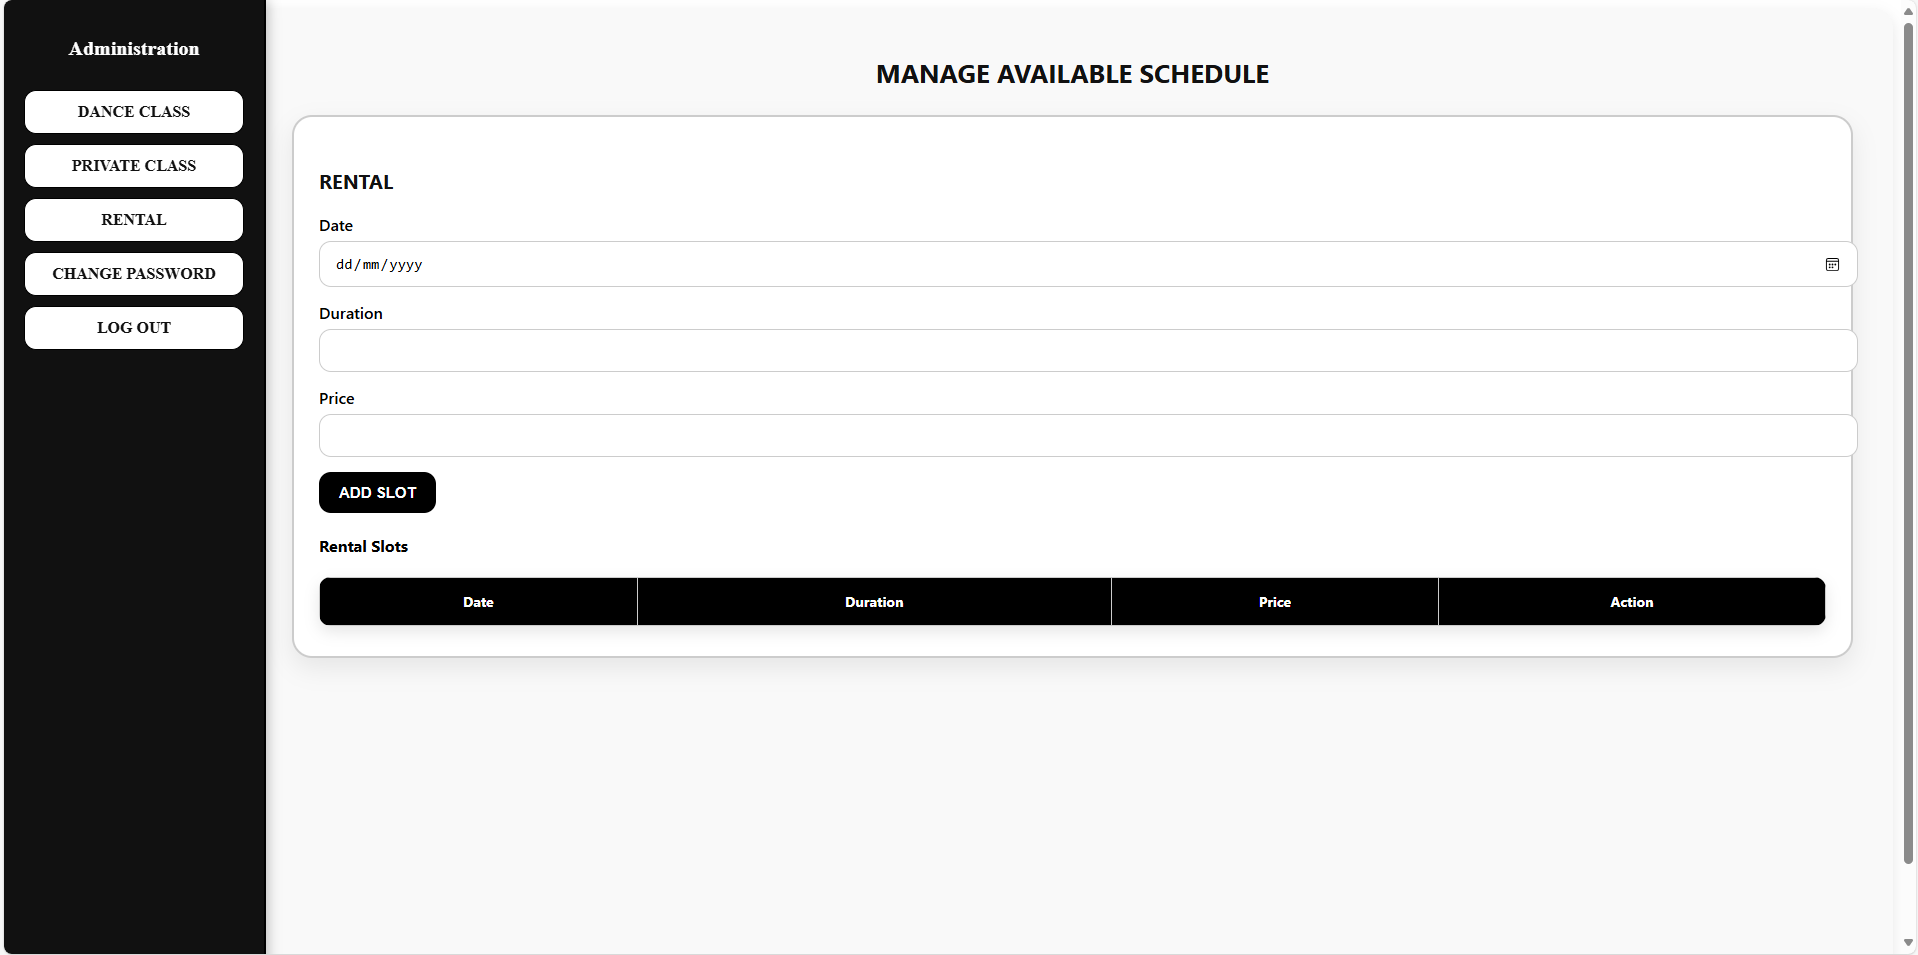 Administration
DANCE CLASS
PRIVATE CLASS
RENTAL
CHANGE PASSWORD
LOG OUT
MANAGE AVAILABLE SCHEDULE
RENTAL
Date
dd/mm/yyyy
Duration
Price
ADD SLOT
Rental Slots
Date Duration Price Action